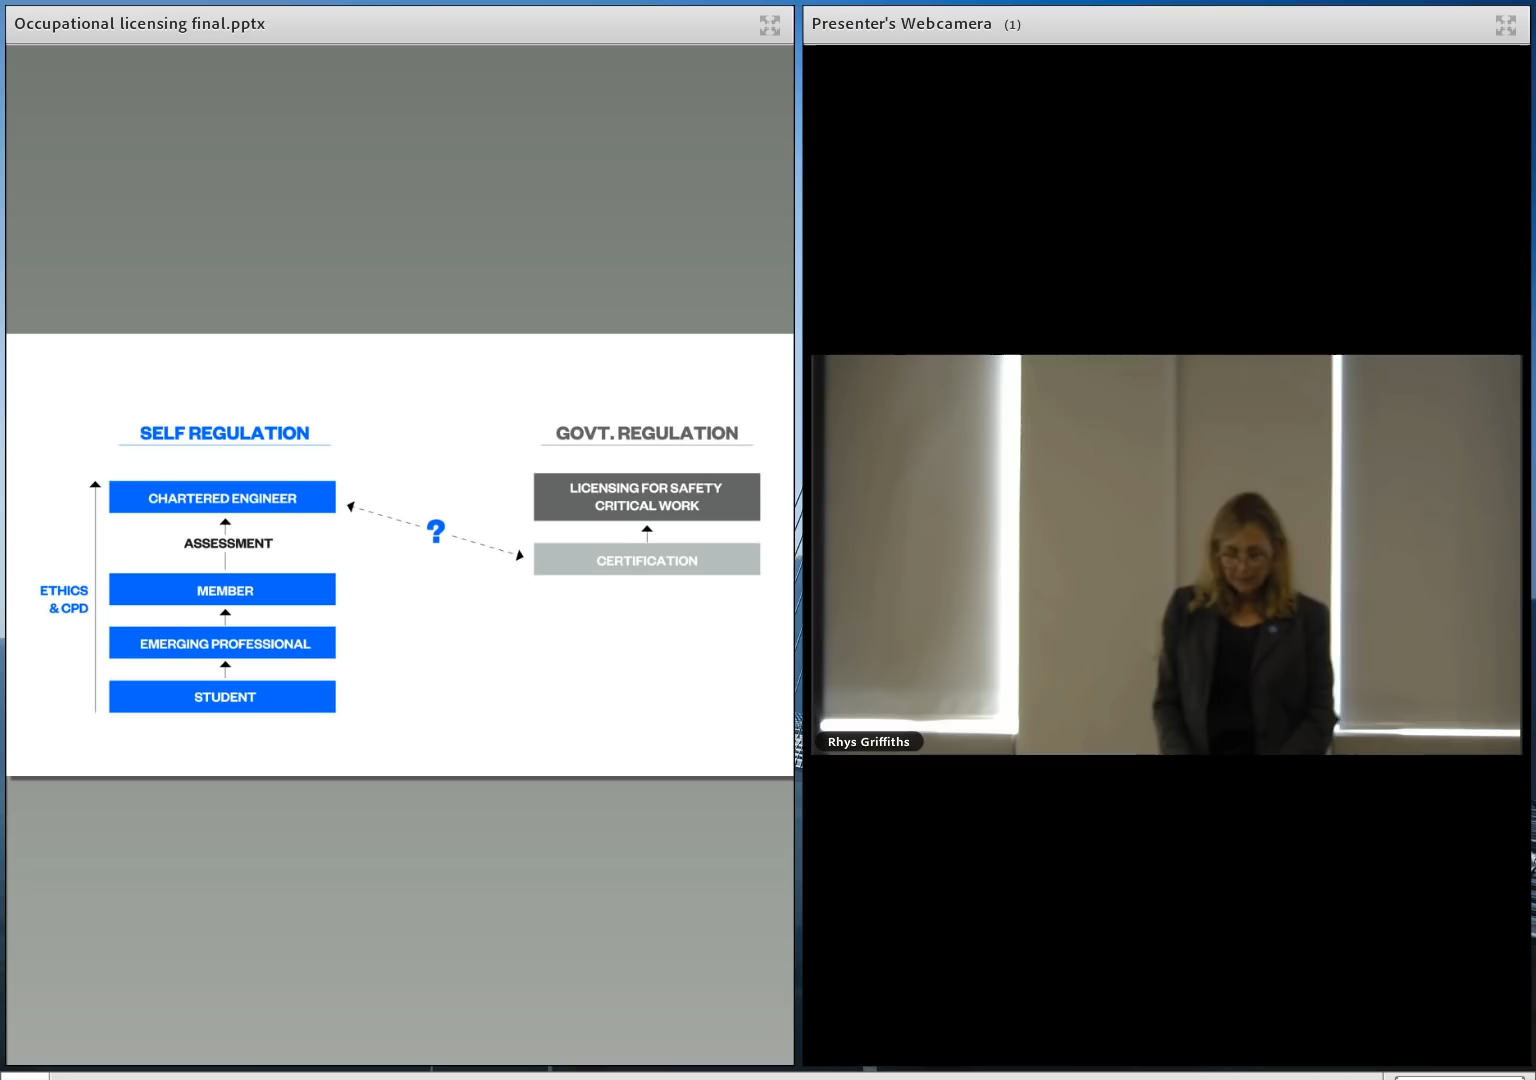 Occupational licensing final.pptx
Presenter's Webcamera (1)
SELF REGULATION
GOVT. REGULATION
CHARTERED ENGINEER
LICENSING FOR SAFETY
CRITICAL WORK
?
ASSESSMENT
CERTIFICATION
ETHICS
& CPD
MEMBER
EMERGING PROFESSIONAL
STUDENT
Rhys Griffiths